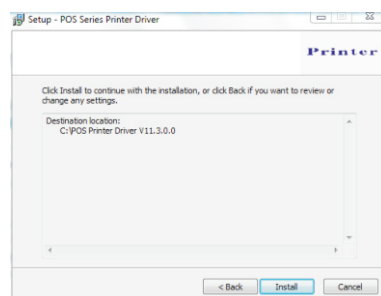 Setup - POS Series Printer Driver
Printer
Click Install to continue with the installation, or click Back if you want to review or
change any settings.
Destination location:
C:\POS Printer Driver V11.3.0.0
< Back
Install
Cancel